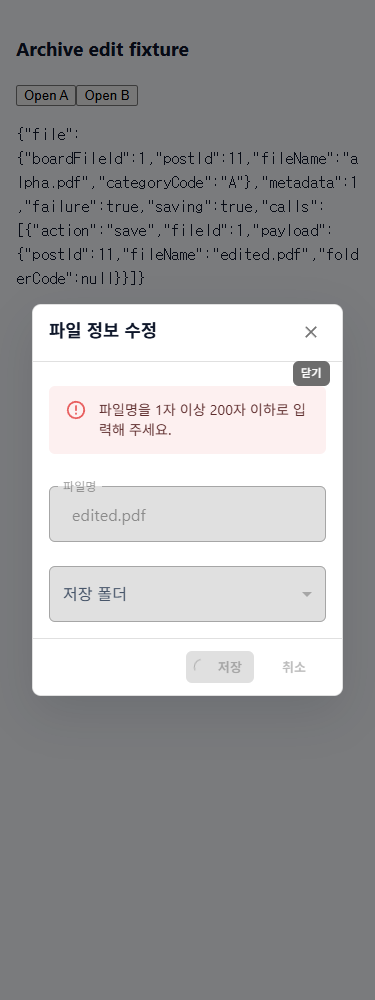 Archive edit fixture
Open A Open B
{"file":
{"boardFileId":1,"postId":11,"fileName":"a
lpha.pdf","categoryCode":"A"},"metadata":1
,"failure":true,"saving":true,"calls":
[{"action":"save","fileId":1,"payload":
{"postId":11,"fileName":"edited.pdf","fold
erCode":null}}]}
파일 정보 수정
닫기
파일명을 1자 이상 200자 이하로 입
력해 주세요.
파일명
edited.pdf
저장 폴더
저장 취소